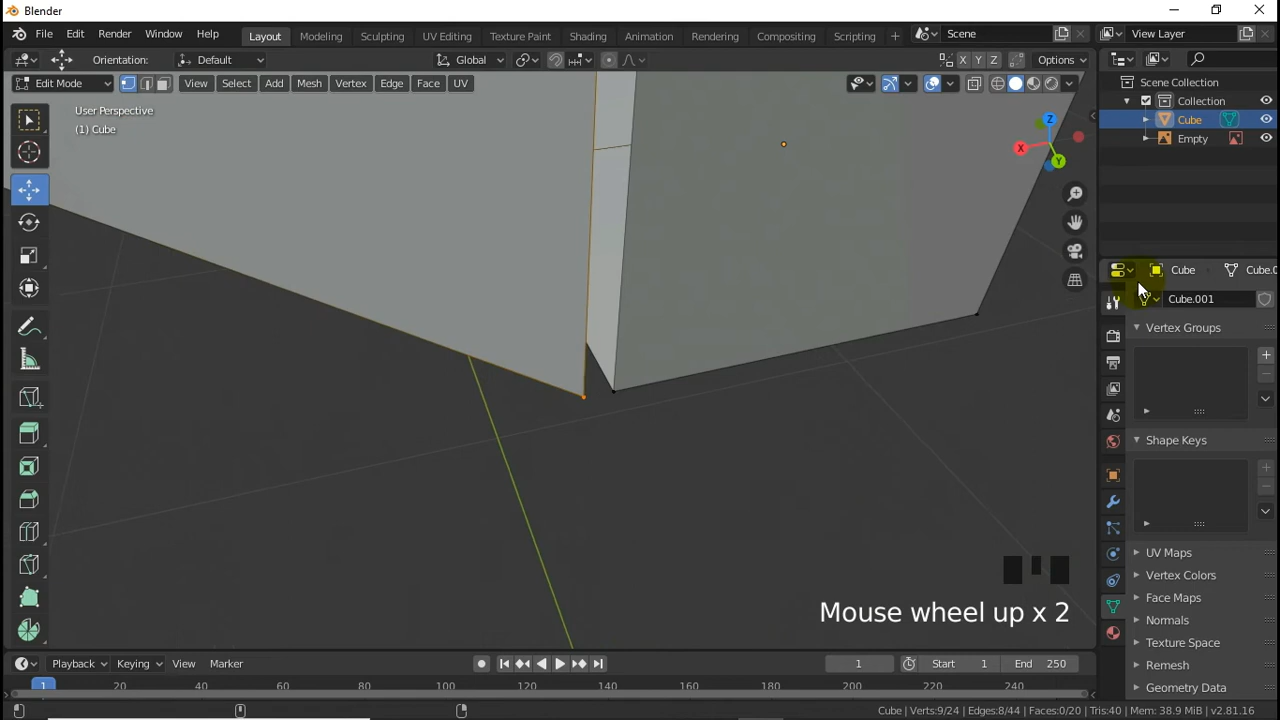 Blender
File Edit Render Window Help Layout Modeling Sculpting UV Editing Texture Paint Shading Animation Rendering Compositing Scripting + Scene View Layer
Orientation: Default Global X Y Z Options
Edit Mode View Select Add Mesh Vertex Edge Face UV
Scene Collection
Collection
Cube
Empty
User Perspective
(1) Cube
Z
X
Y
Cube Cube.0
Cube.001
Vertex Groups
Shape Keys
UV Maps
Vertex Colors
Face Maps
Normals
Texture Space
Remesh
Geometry Data
Mouse wheel up x 2
Playback Keying View Marker 1 Start 1 End 250
1 20 40 60 80 100 120 140 160 180 200 220 240
Cube | Verts:9/24 | Edges:8/44 | Faces:0/20 | Tris:40 | Mem: 38.9 MiB | v2.81.16